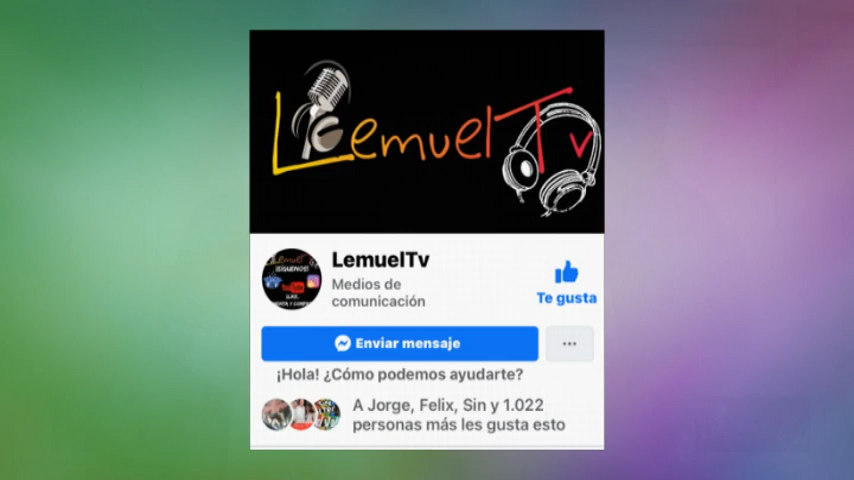 LemuelTv
LemuelTv
Medios de
comunicación
Te gusta
Enviar mensaje
¡Hola! ¿Cómo podemos ayudarte?
A Jorge, Felix, Sin y 1.022
personas más les gusta esto